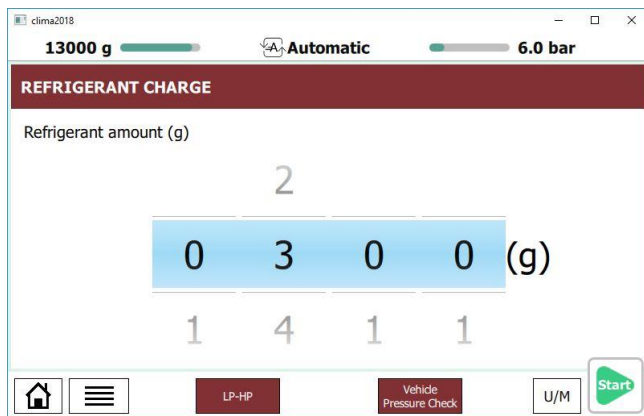 clima2018
13000 g A Automatic 6.0 bar
REFRIGERANT CHARGE
Refrigerant amount (g)
2
0 3 0 0 (g)
1 4 1 1
LP-HP
Vehicle
Pressure Check
U/M
Start